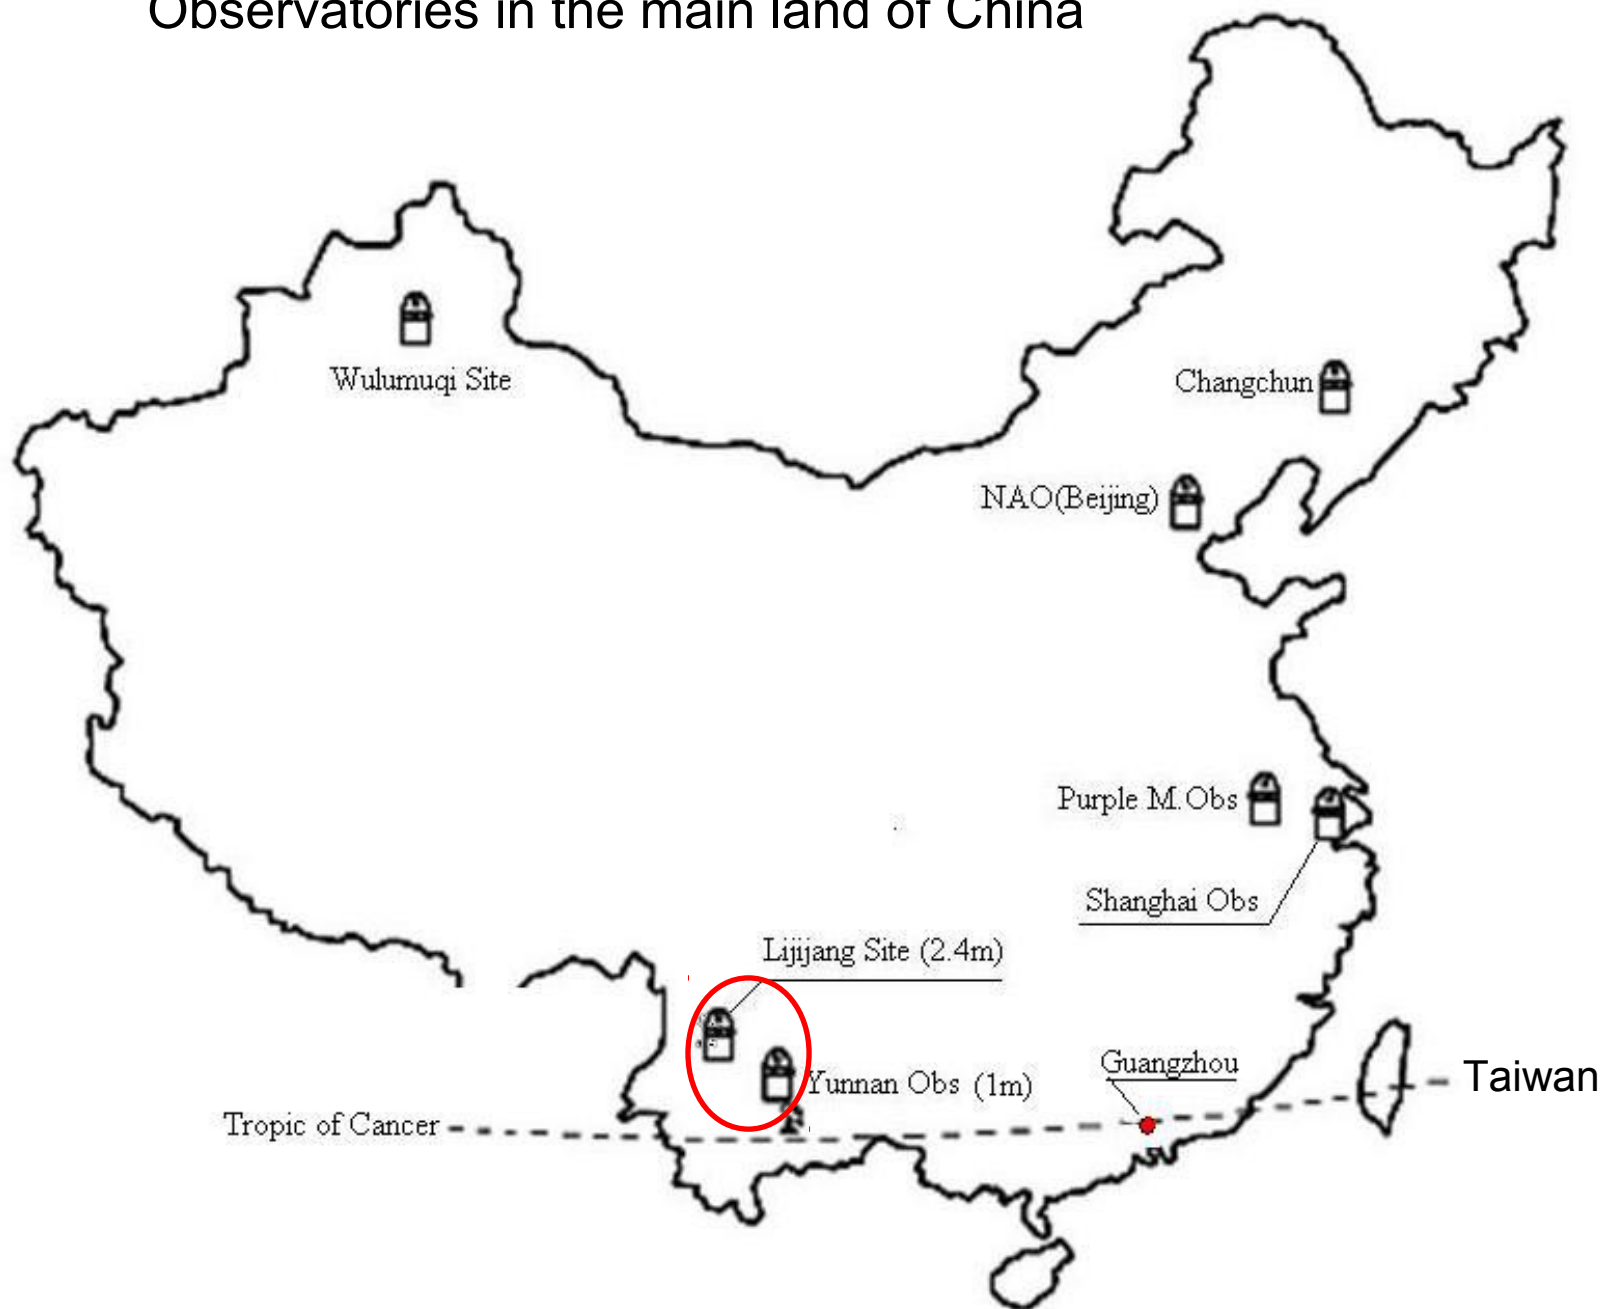 Observatories in the main land of China
Wulumuqi Site
Changchun
NAO(Beijing)
Purple M.Obs
Shanghai Obs
Lijijang Site (2.4m)
Guangzhou
Yunnan Obs (1m)
Taiwan
Tropic of Cancer